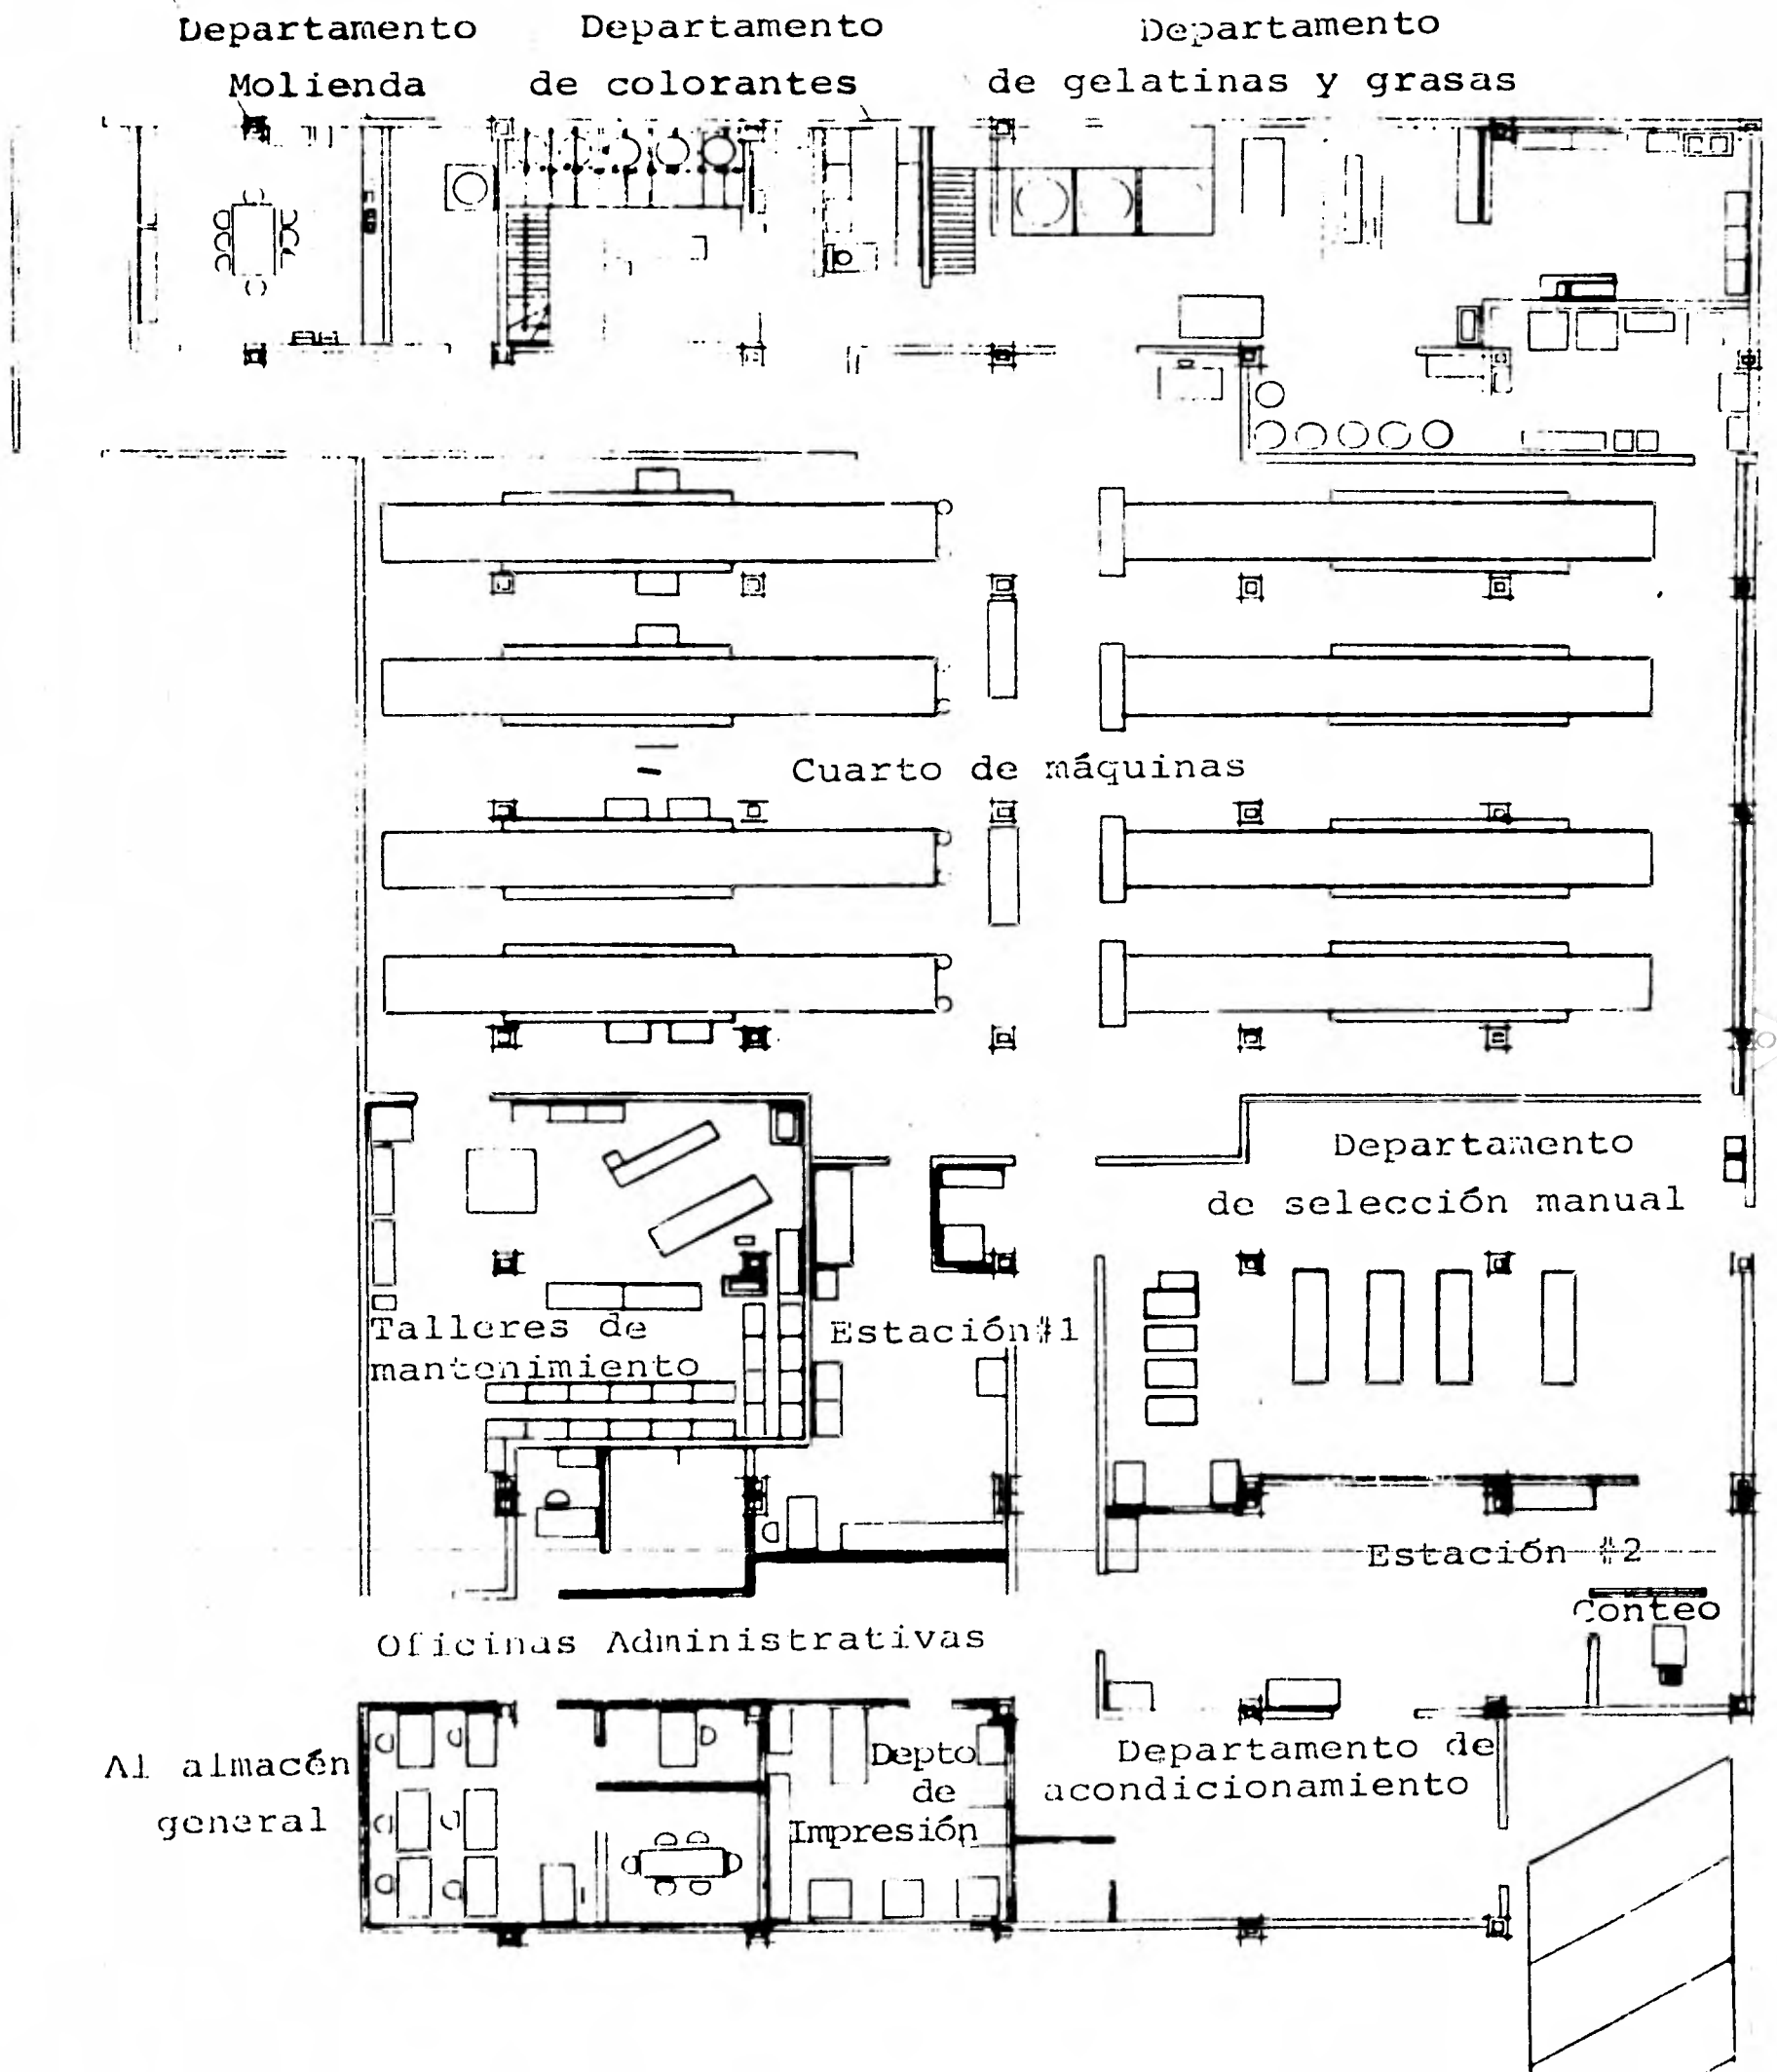 Departamento
Molienda
Departamento
de colorantes
Departamento
de gelatinas y grasas
Cuarto de máquinas
Departamento
de selección manual
Talleres de
mantenimiento
Estación#1
Estación #2
Conteo
Oficinas Administrativas
Al almacén
general
Depto
de
Impresión
Departamento de
acondicionamiento